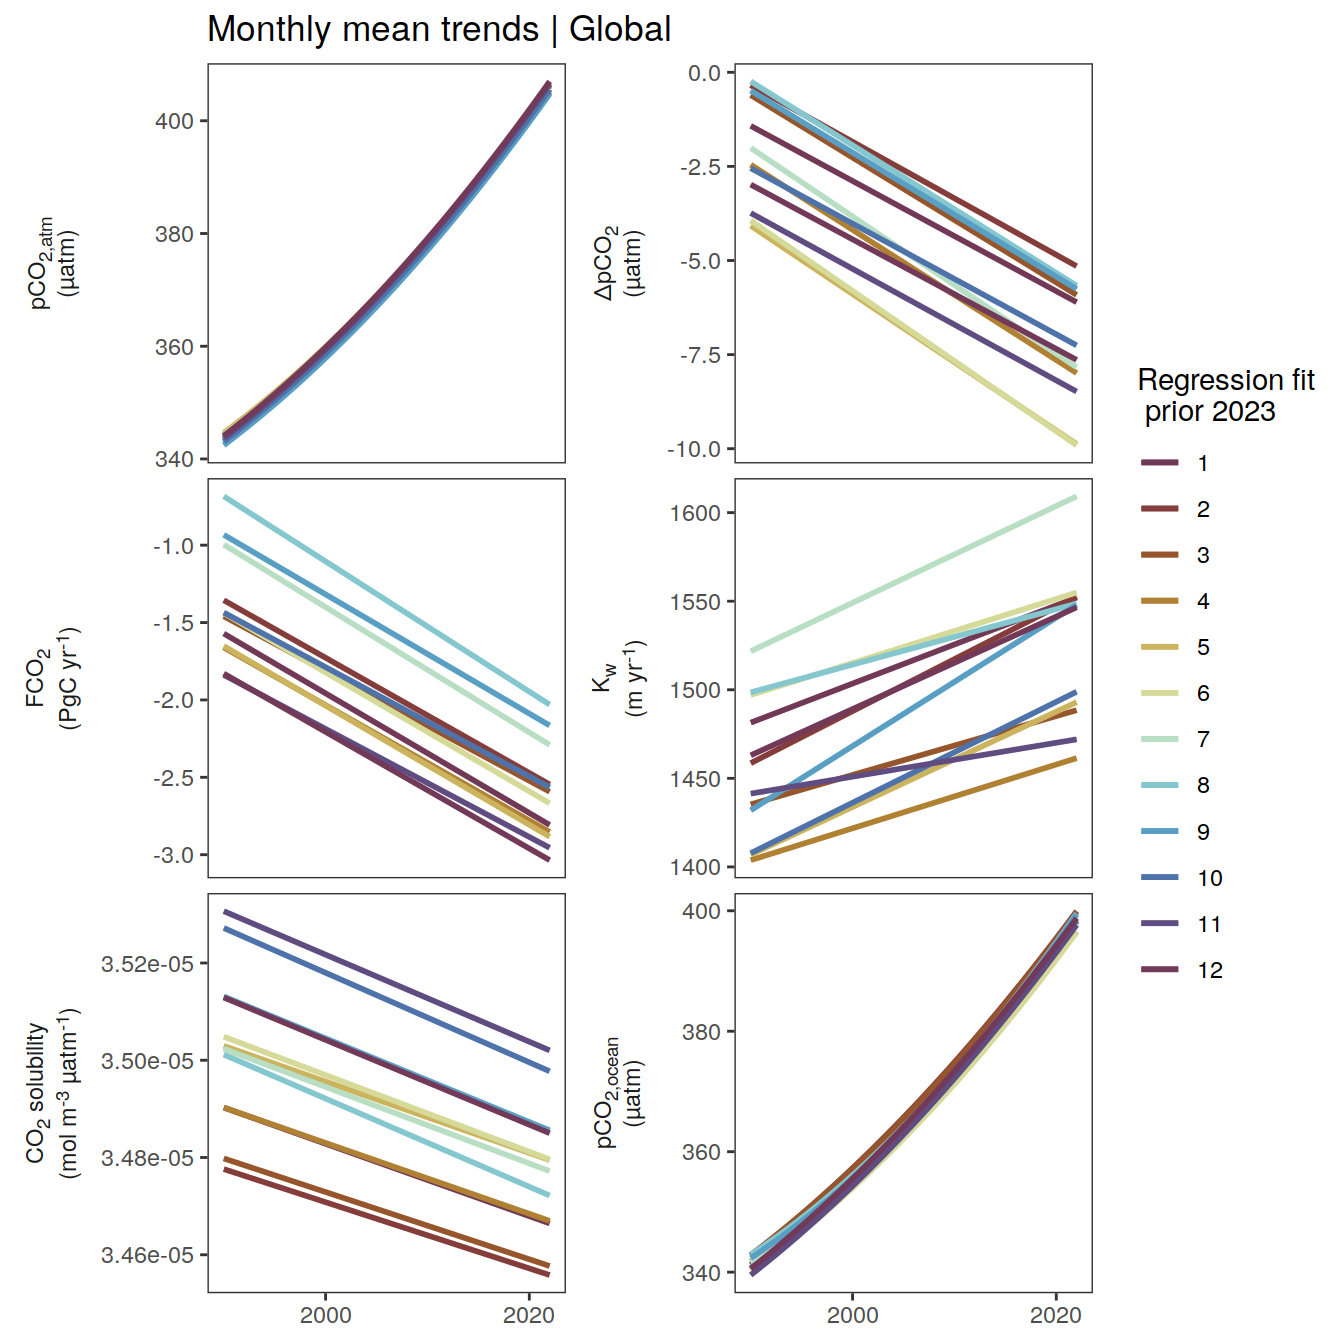 Monthly mean trends | Global
pCO2,atm
(µatm)
400
380
360
340
ΔpCO2
(µatm)
0.0
-2.5
-5.0
-7.5
-10.0
FCO2
(PgC yr-1)
-1.0
-1.5
-2.0
-2.5
-3.0
Kw
(m yr-1)
1600
1550
1500
1450
1400
CO2 solubility
(mol m-3 µatm-1)
3.52e-05
3.50e-05
3.48e-05
3.46e-05
2000
2020
pCO2,ocean
(µatm)
400
380
360
340
2000
2020
Regression fit
prior 2023
1
2
3
4
5
6
7
8
9
10
11
12